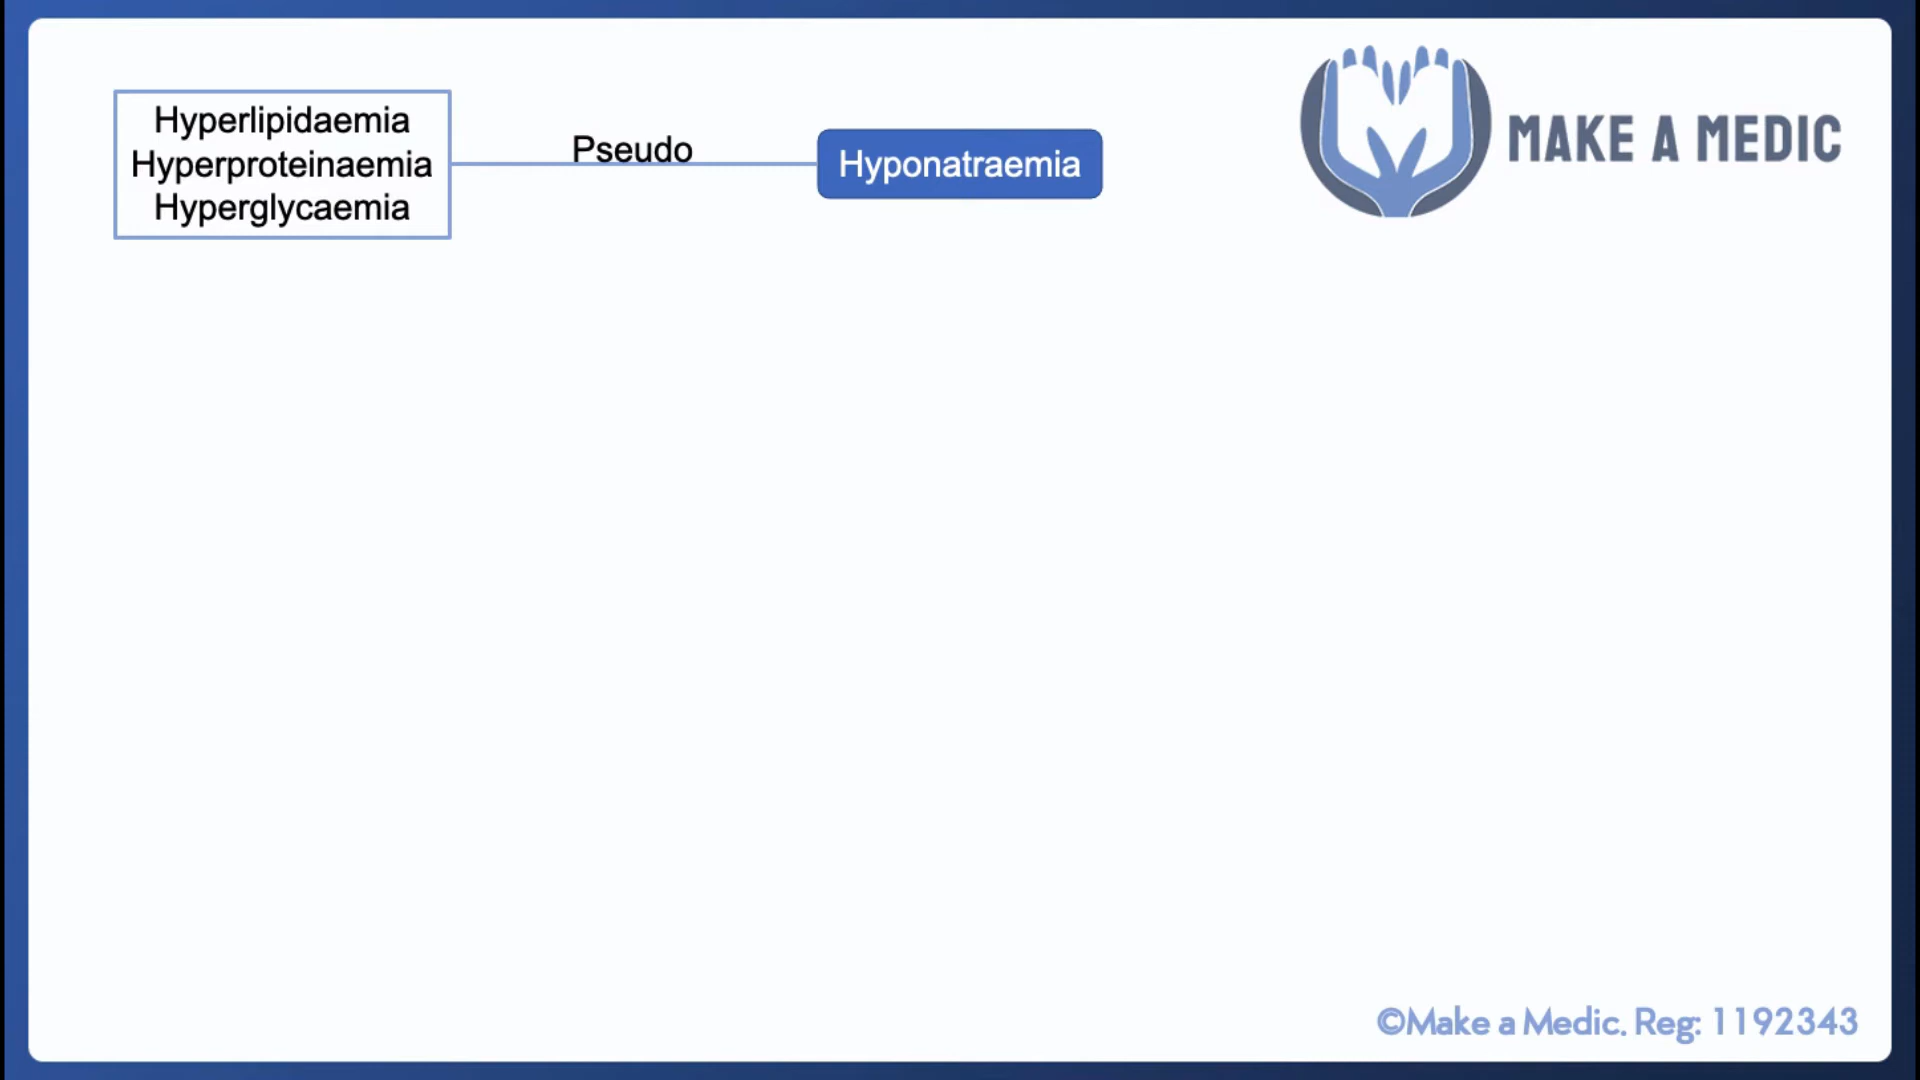 Hyperlipidaemia
Hyperproteinaemia
Hyperglycaemia
Pseudo
Hyponatraemia
MAKE A MEDIC
©Make a Medic. Reg: 1192343